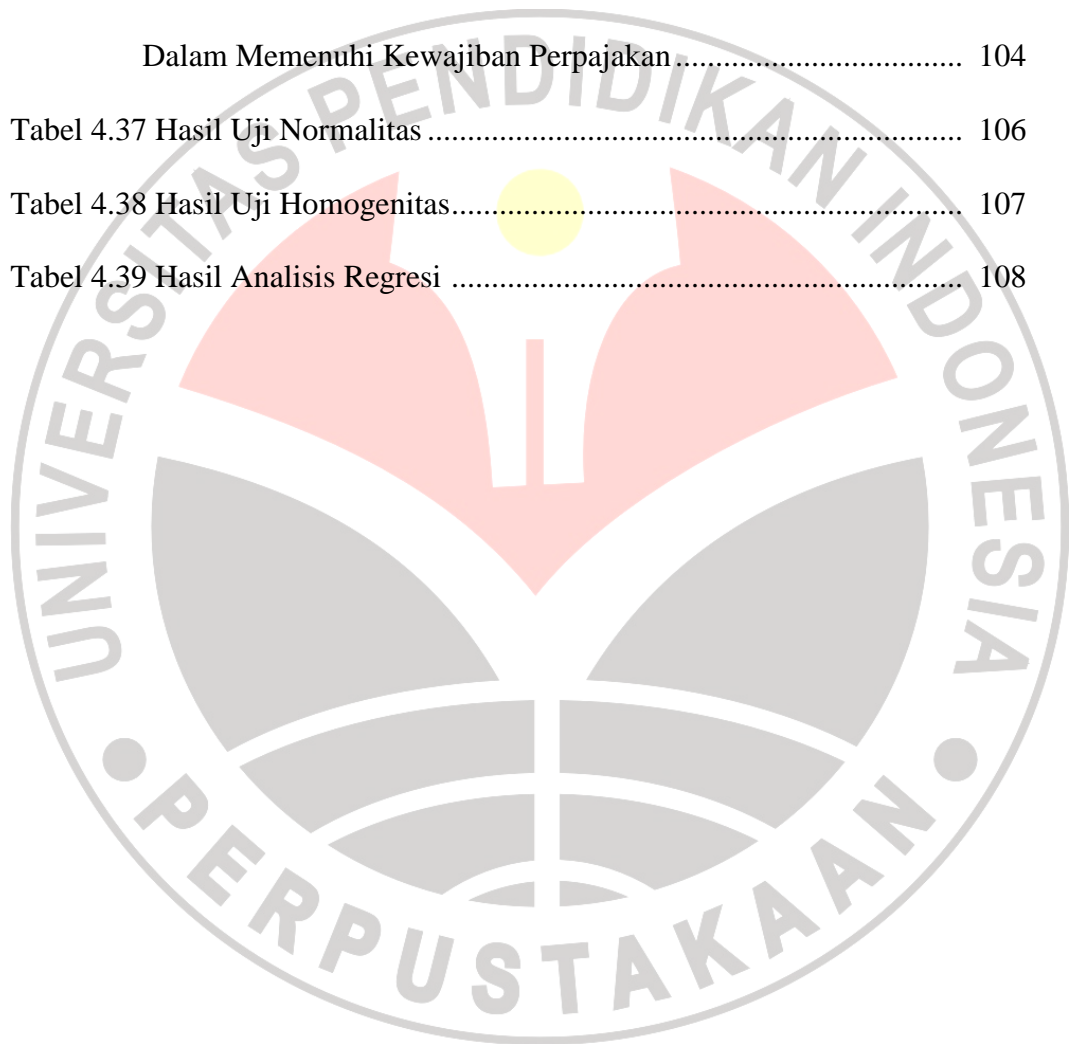 Dalam Memenuhi Kewajiban Perpajakan .................................... 104
Tabel 4.37 Hasil Uji Normalitas ................................................................... 106
Tabel 4.38 Hasil Uji Homogenitas................................................................ 107
Tabel 4.39 Hasil Analisis Regresi ................................................................ 108
UNIVERSITAS PENDIDIKAN INDONESIA
PERPUSTAKAAN